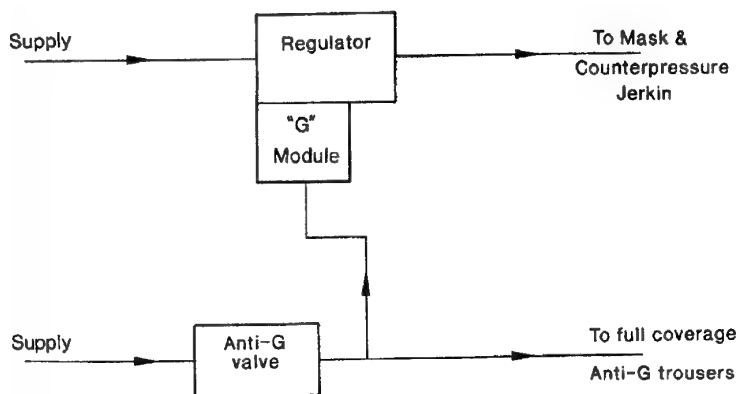 Supply
Regulator
To Mask &
Counterpressure
Jerkin
"G"
Module
Supply
Anti-G
valve
To full coverage
Anti-G trousers